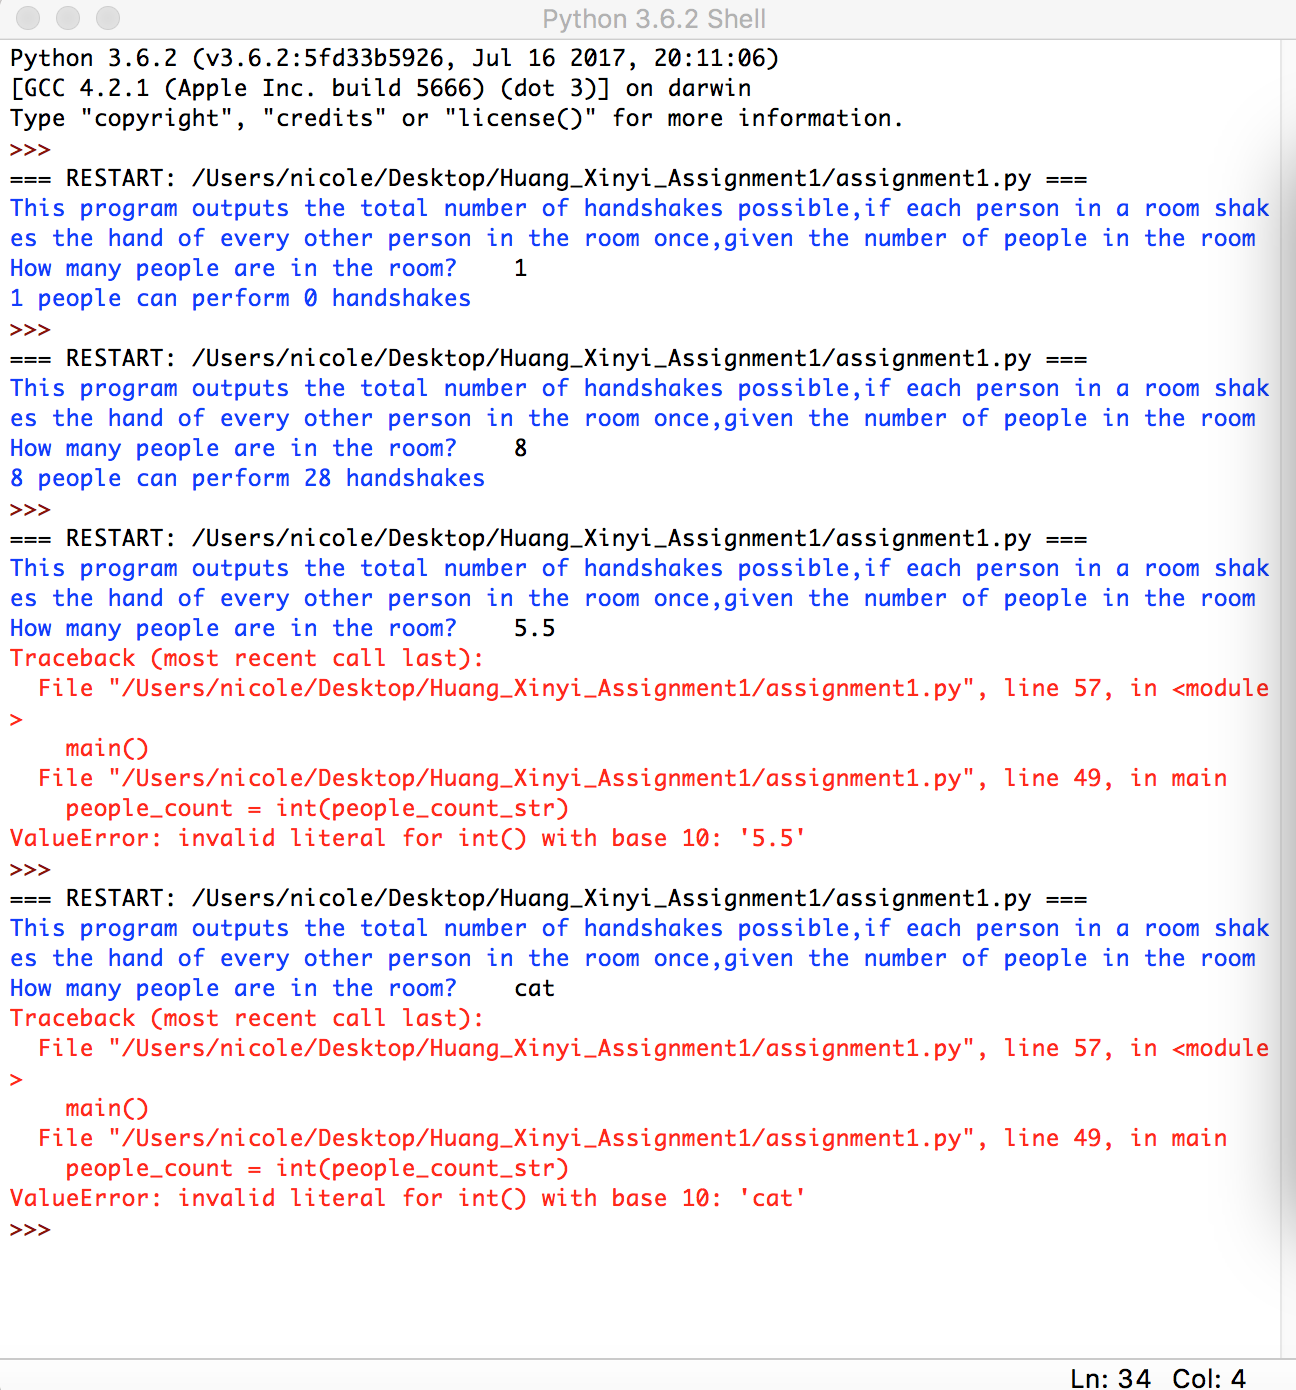 Python 3.6.2 Shell
Python 3.6.2 (v3.6.2:5fd33b5926, Jul 16 2017, 20:11:06)
[GCC 4.2.1 (Apple Inc. build 5666) (dot 3)] on darwin
Type "copyright", "credits" or "license()" for more information.
>>>
=== RESTART: /Users/nicole/Desktop/Huang_Xinyi_Assignment1/assignment1.py ===
This program outputs the total number of handshakes possible,if each person in a room shak
es the hand of every other person in the room once,given the number of people in the room
How many people are in the room?    1
1 people can perform 0 handshakes
>>>
=== RESTART: /Users/nicole/Desktop/Huang_Xinyi_Assignment1/assignment1.py ===
This program outputs the total number of handshakes possible,if each person in a room shak
es the hand of every other person in the room once,given the number of people in the room
How many people are in the room?    8
8 people can perform 28 handshakes
>>>
=== RESTART: /Users/nicole/Desktop/Huang_Xinyi_Assignment1/assignment1.py ===
This program outputs the total number of handshakes possible,if each person in a room shak
es the hand of every other person in the room once,given the number of people in the room
How many people are in the room?    5.5
Traceback (most recent call last):
  File "/Users/nicole/Desktop/Huang_Xinyi_Assignment1/assignment1.py", line 57, in <module
>
    main()
  File "/Users/nicole/Desktop/Huang_Xinyi_Assignment1/assignment1.py", line 49, in main
    people_count = int(people_count_str)
ValueError: invalid literal for int() with base 10: '5.5'
>>>
=== RESTART: /Users/nicole/Desktop/Huang_Xinyi_Assignment1/assignment1.py ===
This program outputs the total number of handshakes possible,if each person in a room shak
es the hand of every other person in the room once,given the number of people in the room
How many people are in the room?    cat
Traceback (most recent call last):
  File "/Users/nicole/Desktop/Huang_Xinyi_Assignment1/assignment1.py", line 57, in <module
>
    main()
  File "/Users/nicole/Desktop/Huang_Xinyi_Assignment1/assignment1.py", line 49, in main
    people_count = int(people_count_str)
ValueError: invalid literal for int() with base 10: 'cat'
>>>
Ln: 34 Col: 4